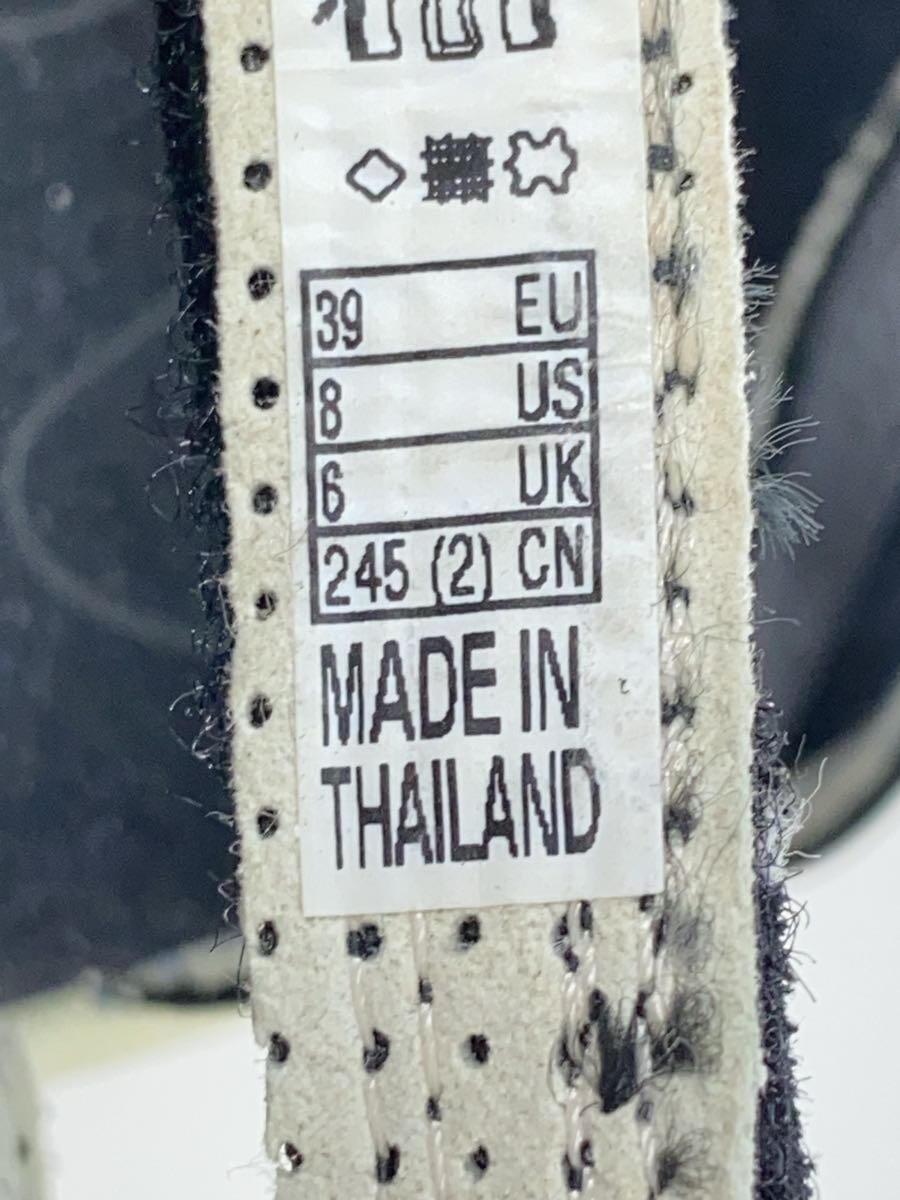 39 EU
8 US
6 UK
245 (2) CN
MADE IN
THAILAND